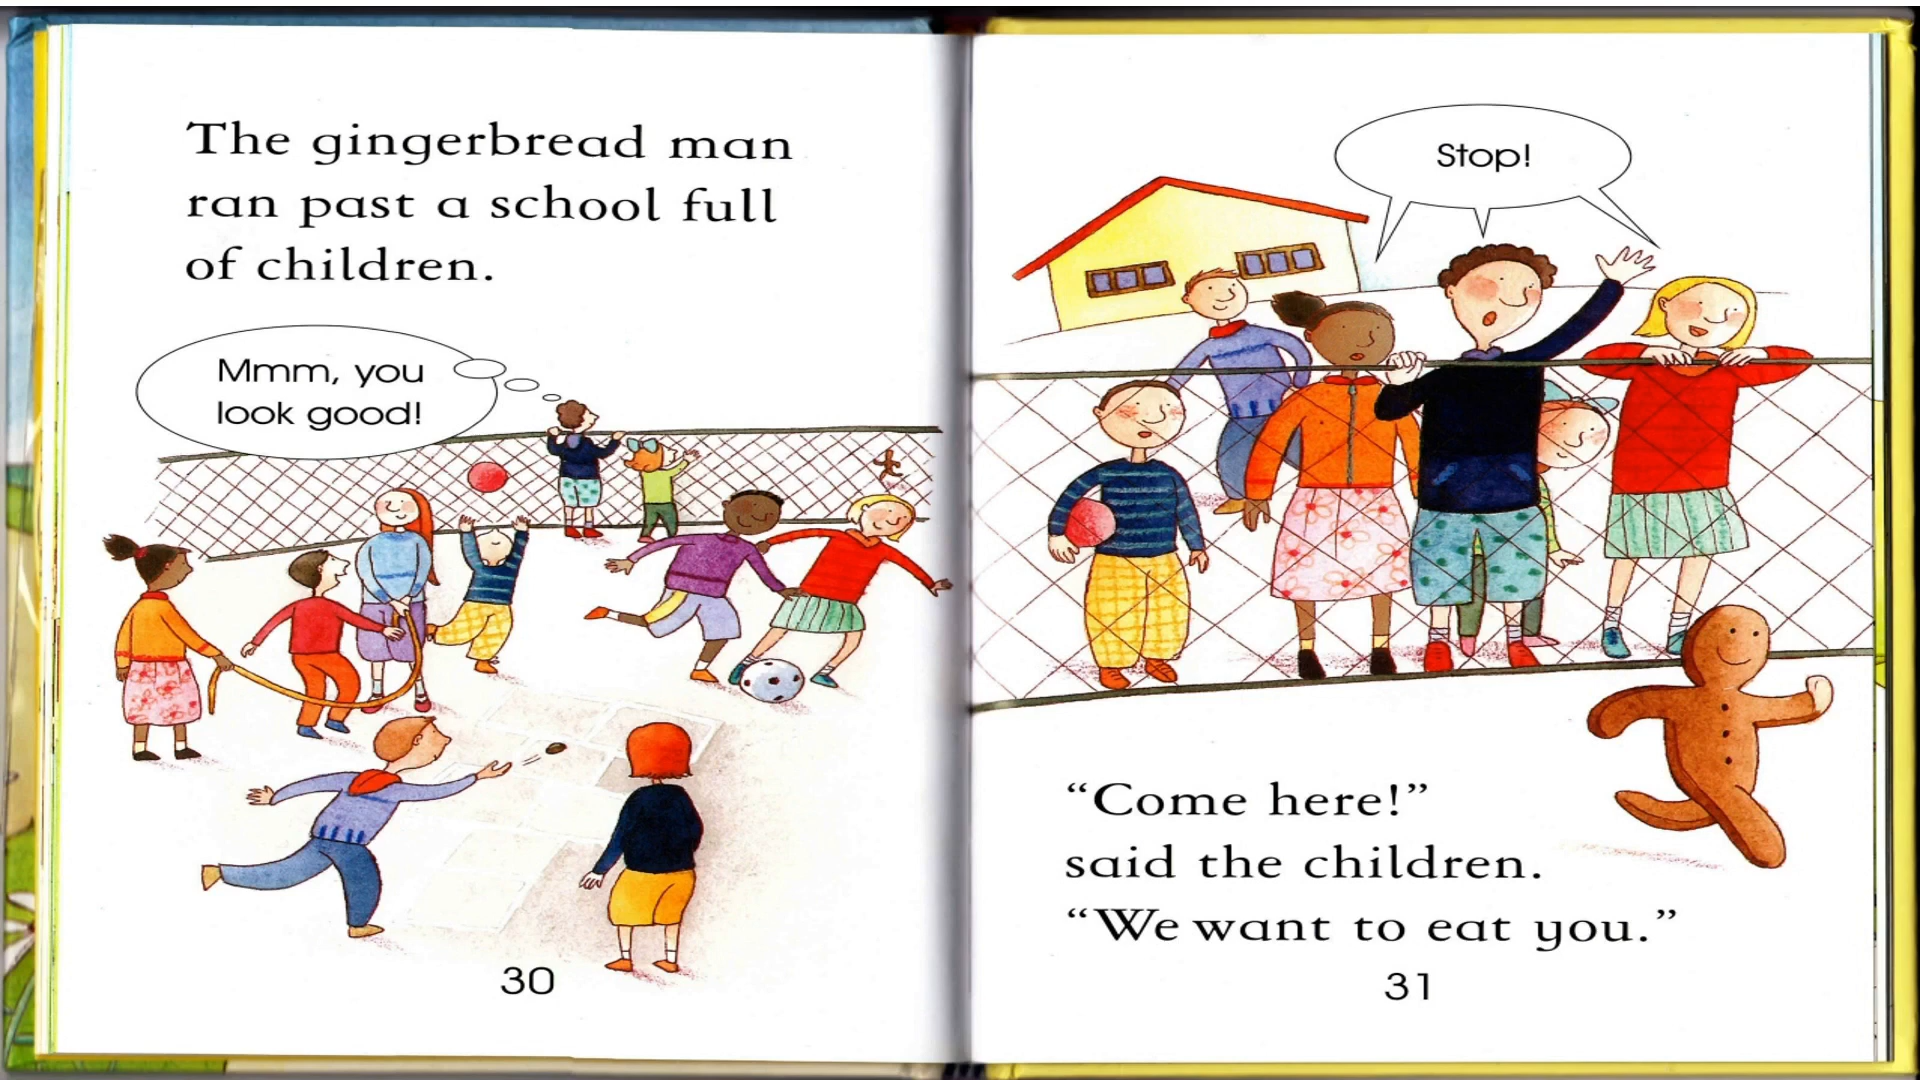 The gingerbread man
ran past a school full
of children.
Mmm, you
look good!
30
Stop!
“Come here!”
said the children.
“We want to eat you.”
31